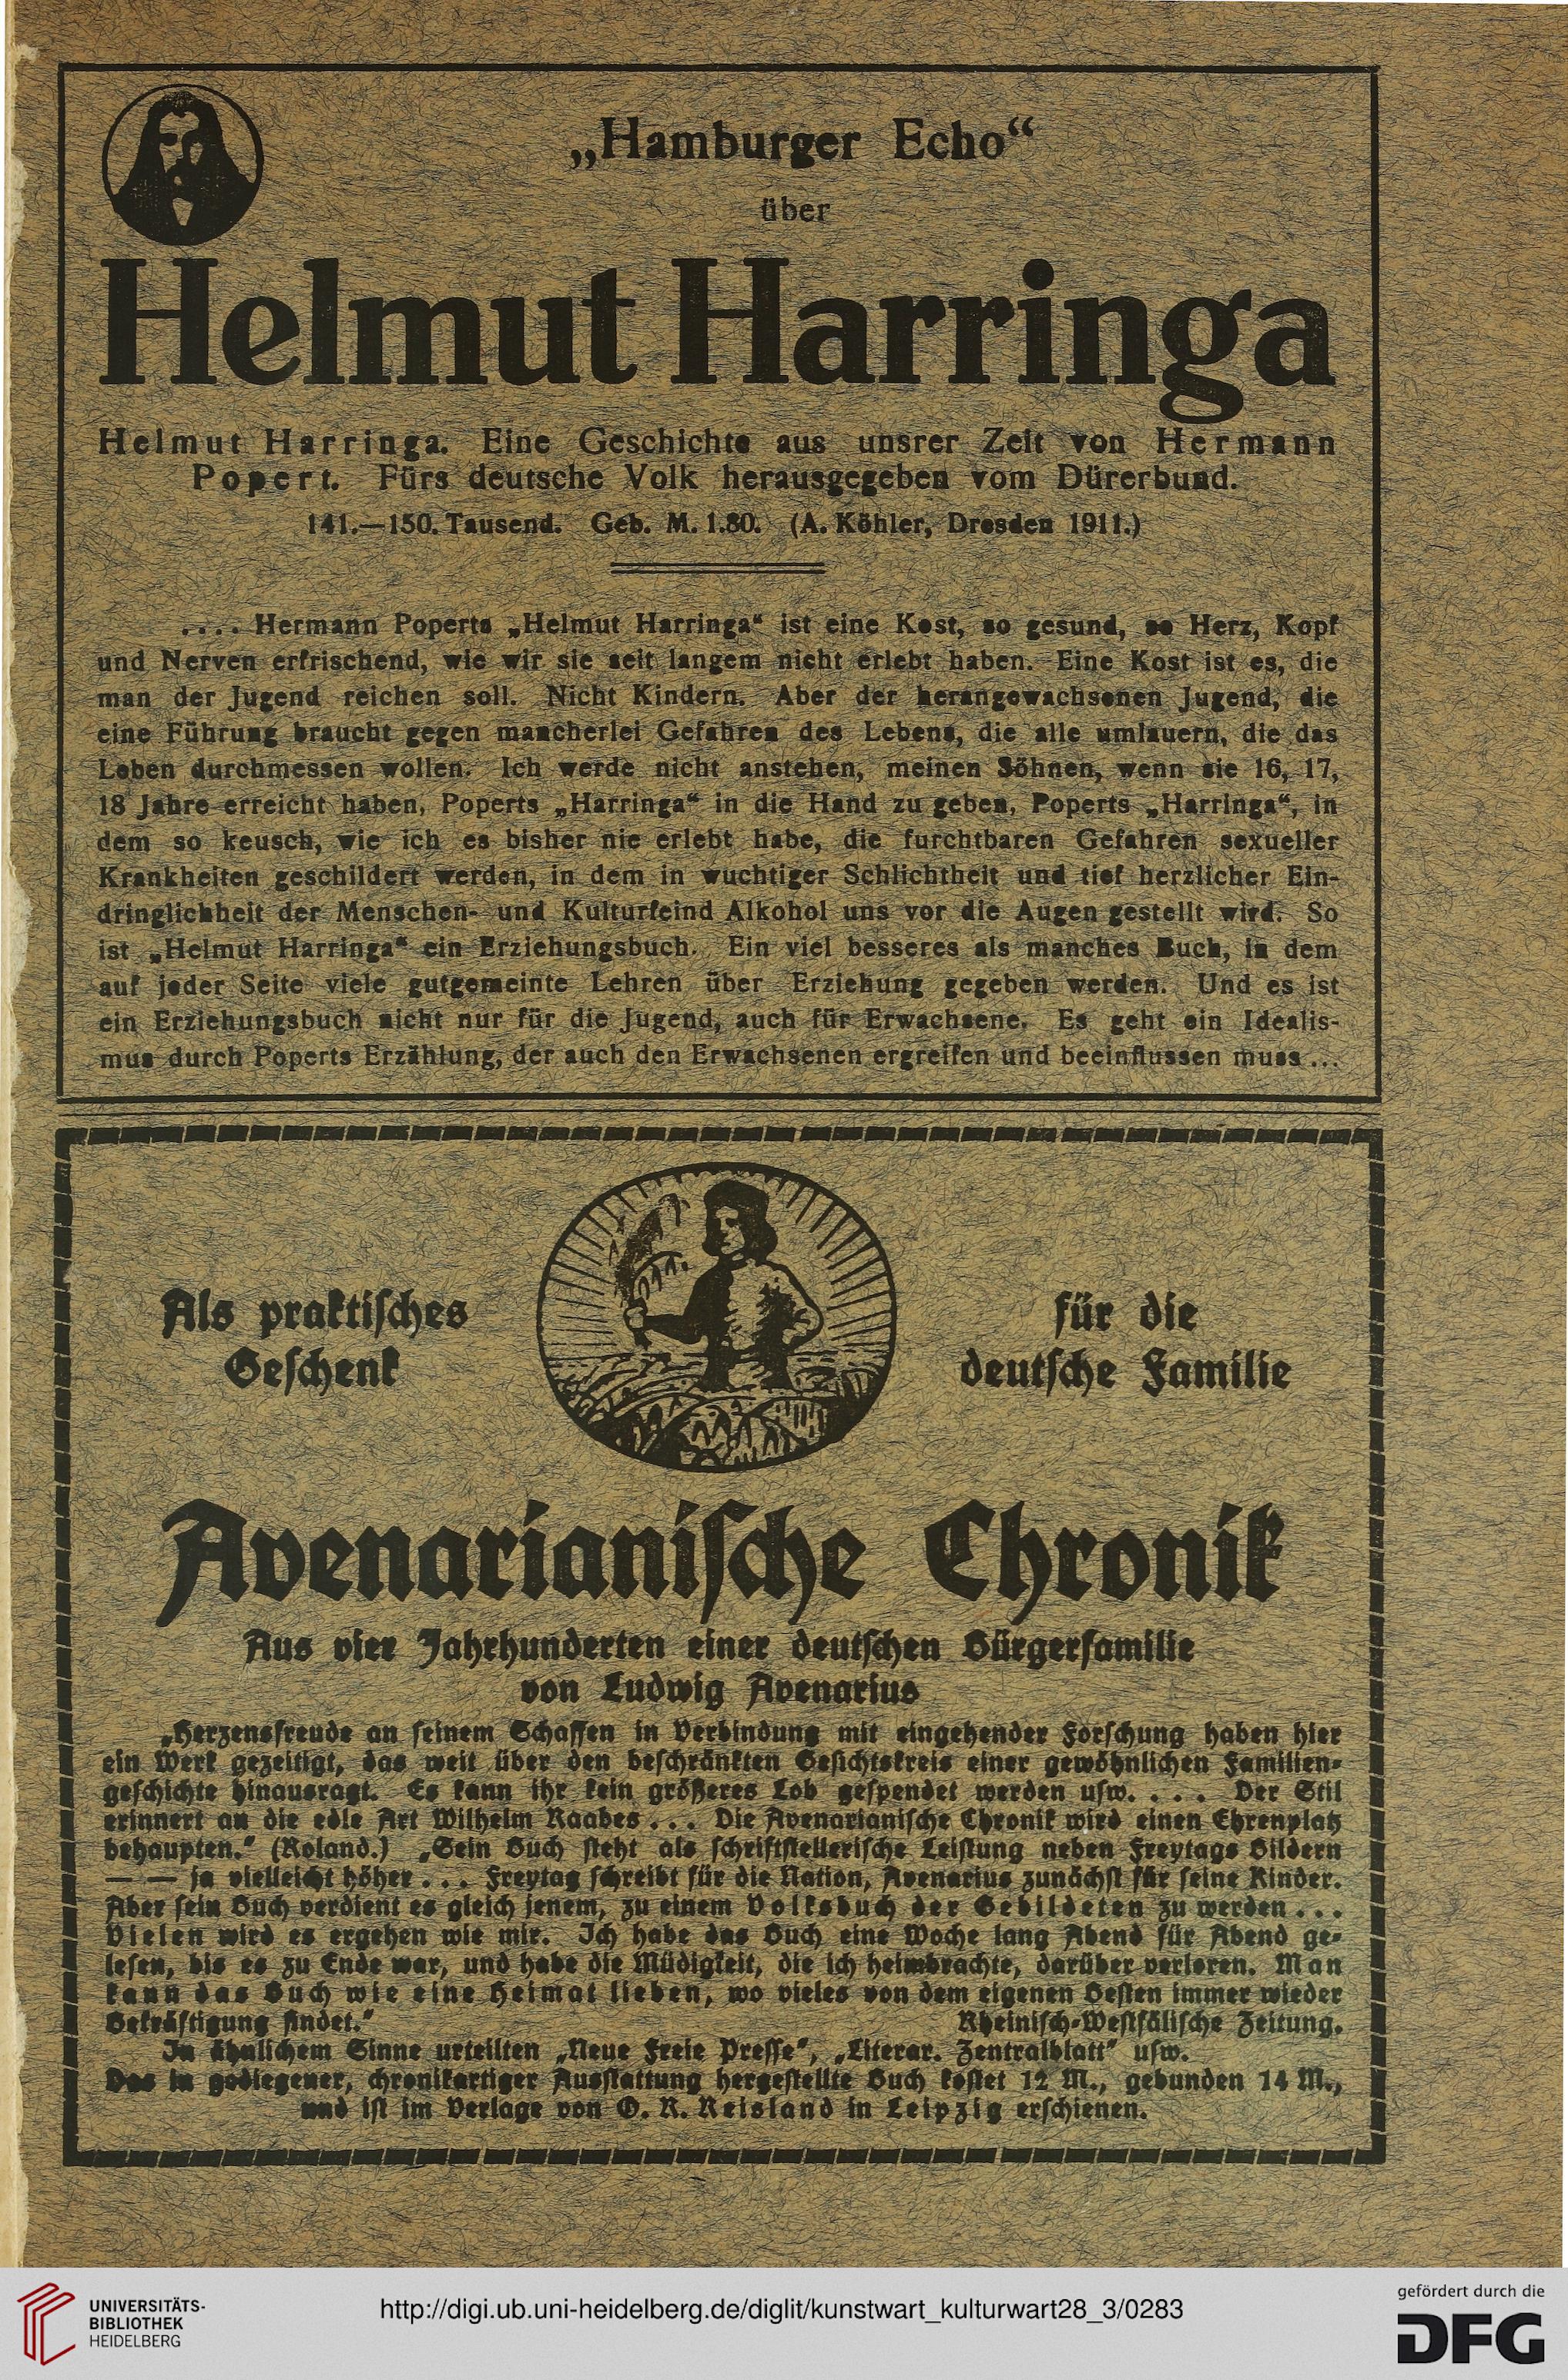 „Hamburger Echo“
über
Helmut Harringa
Helmut Harringa. Eine Geschichte aus unsrer Zeit von Hermann
Popert. Fürs deutsche Volk herausgegeben vom Dürerbund.
141.—150. Tausend. Geb. M. 1.80. (A. Köhler, Dresden 1911.)
.... Hermann Poperts „Helmut Harringa“ ist eine Kost, so gesund, so Herz, Kopf
und Nerven erfrischend, wie wir sie seit langem nicht erlebt haben. Eine Kost ist es, die
man der Jugend reichen soll. Nicht Kindern. Aber der herangewachsenen Jugend, die
eine Führung braucht gegen mancherlei Gefahren des Lebens, die alle umlauern, die das
Leben durchmessen wollen. Ich werde nicht anstehen, meinen Söhnen, wenn sie 16, 17,
18 Jahre erreicht haben, Poperts „Harringa“ in die Hand zu geben, Poperts „Harringa“, in
dem so keusch, wie ich es bisher nie erlebt habe, die furchtbaren Gefahren sexueller
Krankheiten geschildert werden, in dem in wuchtiger Schlichtheit und tief herzlicher Ein-
dringlichheit der Menschen- und Kulturfeind Alkohol uns vor die Augen gestellt wird. So
ist „Helmut Harringa“ ein Erziehungsbuch. Ein viel besseres als manches Buch, in dem
auf jeder Seite viele gutgemeinte Lehren über Erziehung gegeben werden. Und es ist
ein Erziehungsbuch nicht nur für die Jugend, auch für Erwachsene. Es geht ein Idealis-
mus durch Poperts Erzählung, der auch den Erwachsenen ergreifen und beeinflussen muss ...
Als praktisches
Geschenk
für die
deutsche Familie
Avenarianische Chronik
Aus vier Jahrhunderten einer deutschen Bürgerfamilie
von Ludwig Avenarius
„Herzensfreude an seinem Schaffen in Verbindung mit eingehender Forschung haben hier
ein Werk gezeitigt, das weit über den beschränkten Gesichtskreis einer gewöhnlichen Familien-
geschichte hinausragt. Es kann ihr kein größeres Lob gespendet werden usw. . . . . Der Stil
erinnert an die edle Art Wilhelm Raabes . . . Die Avenarianische Chronik wird einen Ehrenplatz
behaupten.“ (Roland.) „Sein Buch steht als schriftstellerische Leistung neben Freytags Bildern
— — ja vielleicht höher . . . Freytag schreibt für die Nation, Avenarius zunächst für seine Kinder.
Aber sein Buch verdient es gleich jenem, zu einem Volksbuch der Gebildeten zu werden . . .
Vielen wird es ergehen wie mir. Ich habe das Buch eine Woche lang Abend für Abend ge-
lesen, bis es zu Ende war, und habe die Müdigkeit, die ich heimbrachte, darüber verloren. Man
kann das Buch wie eine Heimat lieben, wo vieles von dem eigenen Besten immer wieder
Bekräftigung findet.“ Rheinisch-Westfälische Zeitung.
In ähnlichem Sinne urteilten „Neue Freie Presse“, „Literar. Zentralblatt“ usw.
Das in gediegener, chronikartiger Ausstattung hergestellte Buch kostet 12 M., gebunden 14 M.,
und ist im Verlage von O. R. Reisland in Leipzig erschienen.
UNIVERSITÄTS-
BIBLIOTHEK
HEIDELBERG
http://digi.ub.uni-heidelberg.de/diglit/kunstwart_kulturwart28_3/0283
gefördert durch die
DFG